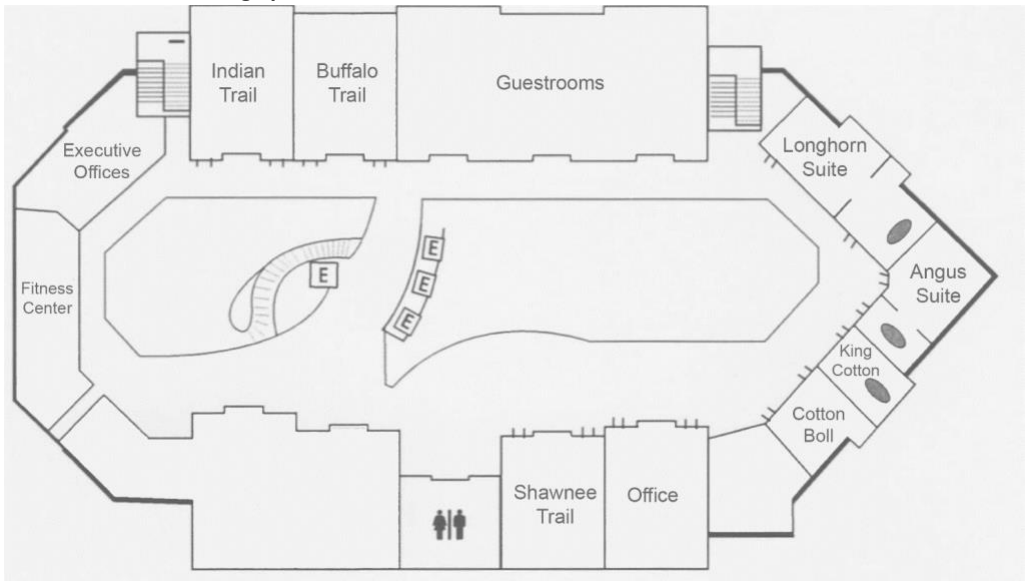 Indian
Trail
Buffalo
Trail
Guestrooms
Longhorn
Suite
Executive
Offices
Angus
Suite
Fitness
Center
E
E
E
E
King
Cotton
Cotton
Boll
Shawnee
Trail
Office